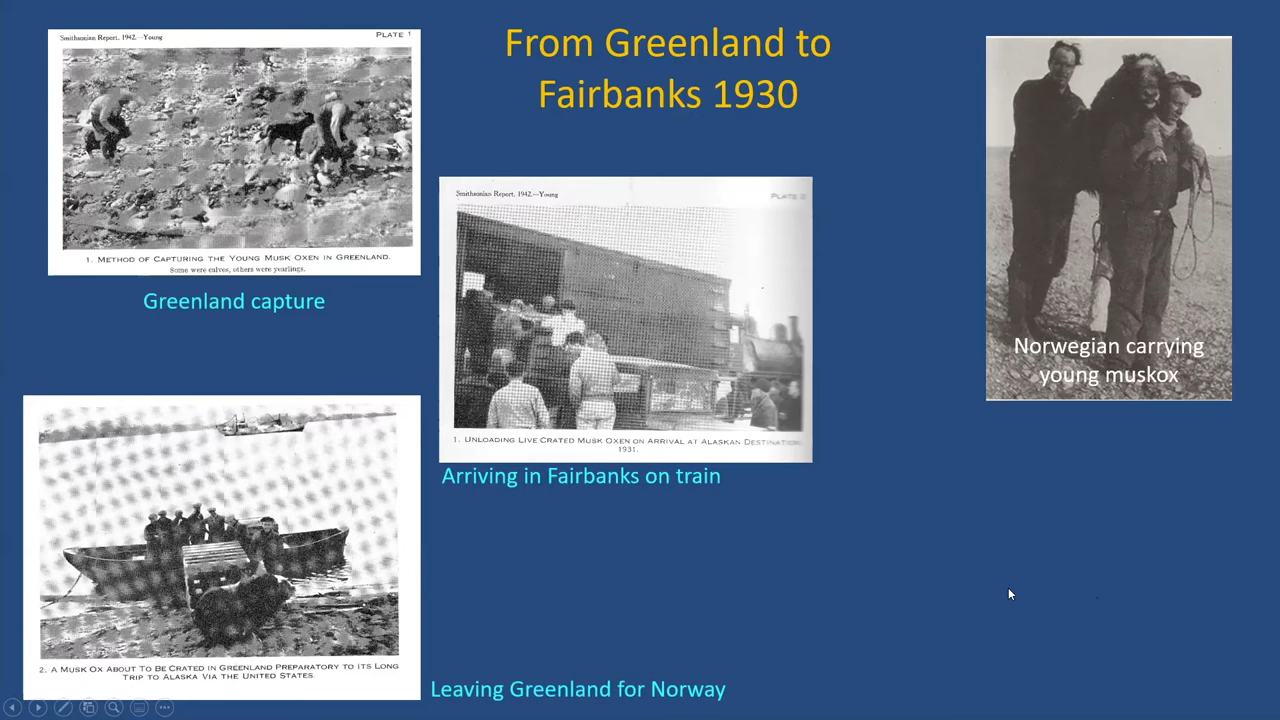 From Greenland to
Fairbanks 1930
Smithsonian Report, 1942.—Young
PLATE 1
1. METHOD OF CAPTURING THE YOUNG MUSK OXEN IN GREENLAND.
Some were calves, others were yearlings.
Greenland capture
Smithsonian Report, 1942.—Young
PLATE 2
1. UNLOADING LIVE CRATED MUSK OXEN ON ARRIVAL AT ALASKAN DESTINATION,
1931.
Arriving in Fairbanks on train
Norwegian carrying
young muskox
2. A MUSK OX ABOUT TO BE CRATED IN GREENLAND PREPARATORY TO ITS LONG
TRIP TO ALASKA VIA THE UNITED STATES.
Leaving Greenland for Norway